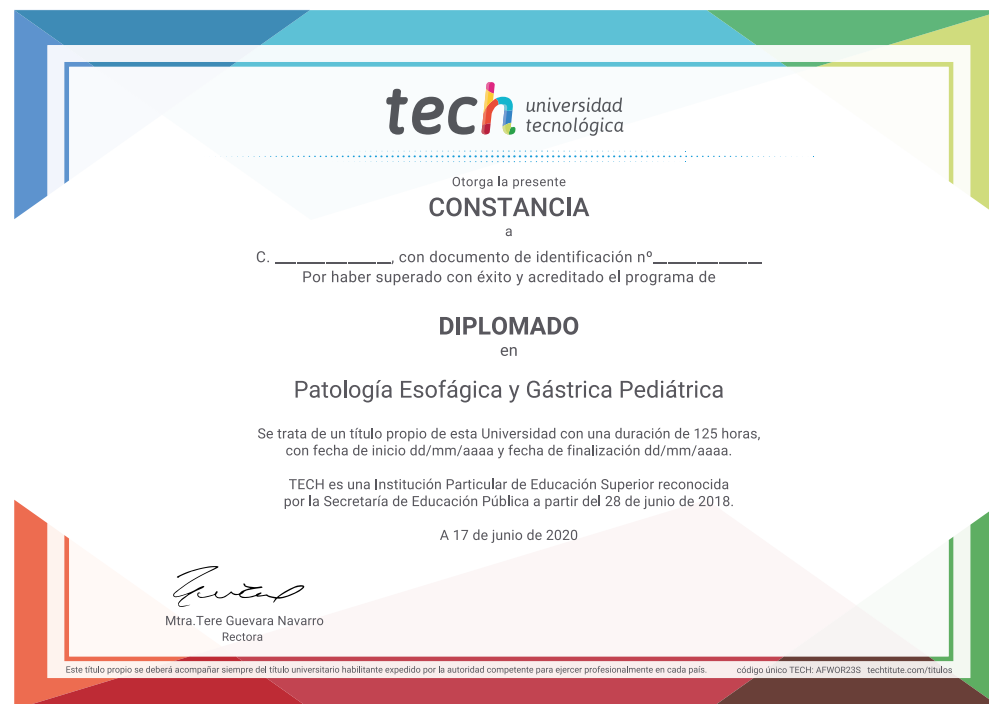 tech universidad
tecnológica
Otorga la presente
CONSTANCIA
a
C. ________________, con documento de identificación nº_______________
Por haber superado con éxito y acreditado el programa de
DIPLOMADO
en
Patología Esofágica y Gástrica Pediátrica
Se trata de un título propio de esta Universidad con una duración de 125 horas,
con fecha de inicio dd/mm/aaaa y fecha de finalización dd/mm/aaaa.
TECH es una Institución Particular de Educación Superior reconocida
por la Secretaría de Educación Pública a partir del 28 de junio de 2018.
A 17 de junio de 2020
Mtra.Tere Guevara Navarro
Rectora
Este título propio se deberá acompañar siempre del título universitario habilitante expedido por la autoridad competente para ejercer profesionalmente en cada país. código único TECH: AFWOR23S techtitute.com/titulos